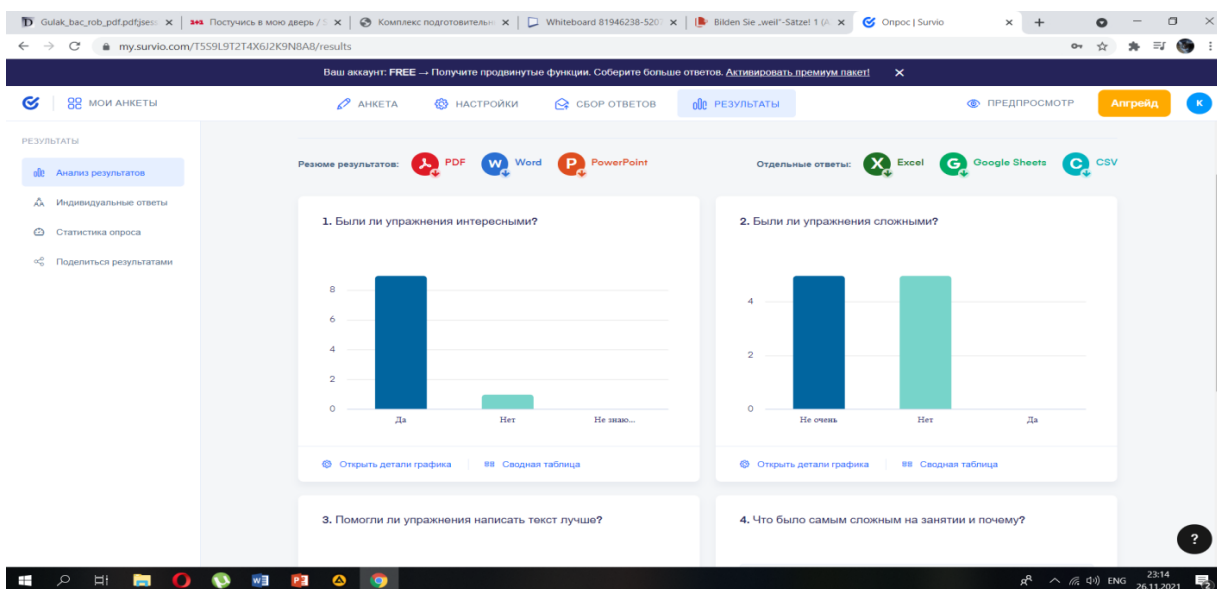 Gulak_bac_rob_pdf.pdf;jsess
Постучись в мою дверь / 5
Комплекс подготовительн
Whiteboard 81946238-520
Bilden Sie „weil"-Sätze! 1 (A
Опрос | Survio
my.survio.com/T5S9L9T2T4X6J2K9N8A8/results
Ваш аккаунт: FREE → Получите продвинутые функции. Соберите больше ответов. Активировать премиум пакет!
МОИ АНКЕТЫ
АНКЕТА
НАСТРОЙКИ
СБОР ОТВЕТОВ
РЕЗУЛЬТАТЫ
ПРЕДПРОСМОТР
Апгрейд
К
РЕЗУЛЬТАТЫ
Анализ результатов
Индивидуальные ответы
Статистика опроса
Поделиться результатами
Резюме результатов:
PDF
W Word
P PowerPoint
Отдельные ответы:
X Excel
G Google Sheets
C CSV
1. Были ли упражнения интересными?
8
6
4
2
0
Да
Нет
Не знаю...
Открыть детали графика
Сводная таблица
2. Были ли упражнения сложными?
4
2
0
Не очень
Нет
Да
Открыть детали графика
Сводная таблица
3. Помогли ли упражнения написать текст лучше?
4. Что было самым сложным на занятии и почему?
?
ENG
23:14
26.11.2021
2